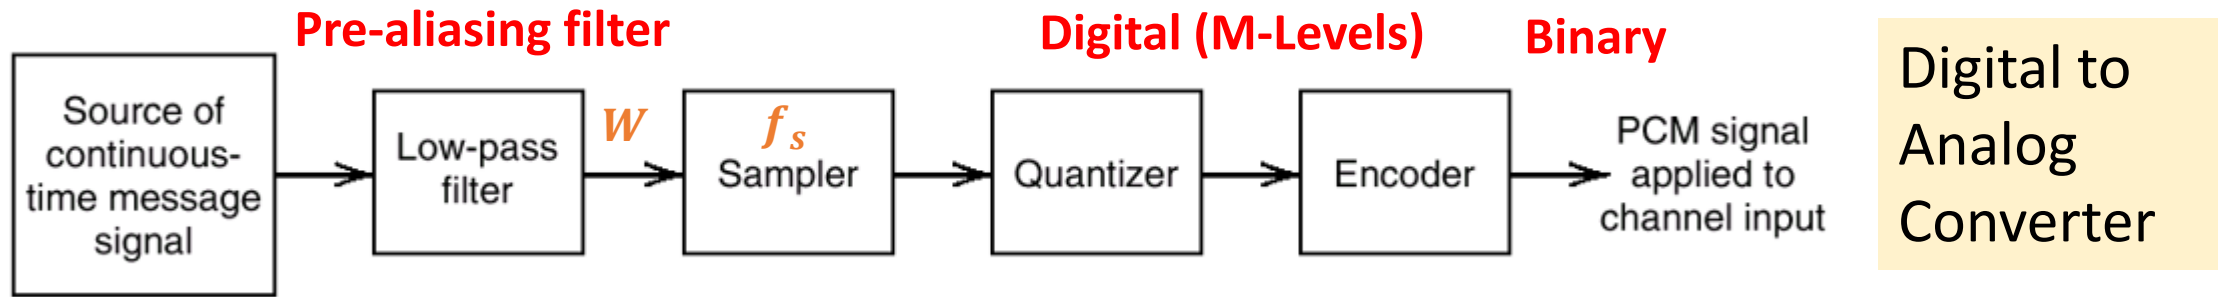 Pre-aliasing filter
Digital (M-Levels)
Binary
Source of
continuous-
time message
signal
Low-pass
filter
W
f_s
Sampler
Quantizer
Encoder
PCM signal
applied to
channel input
Digital to
Analog
Converter